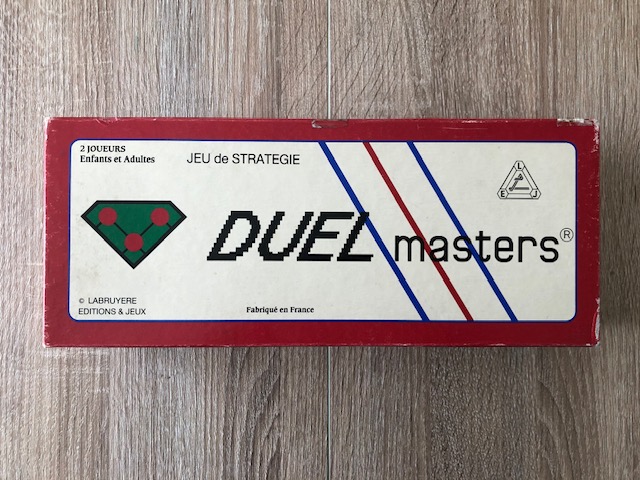 2 JOUEURS
Enfants et Adultes
JEU de STRATEGIE
L
E J
DUEL masters®
© LABRUYERE
EDITIONS & JEUX
Fabriqué en France